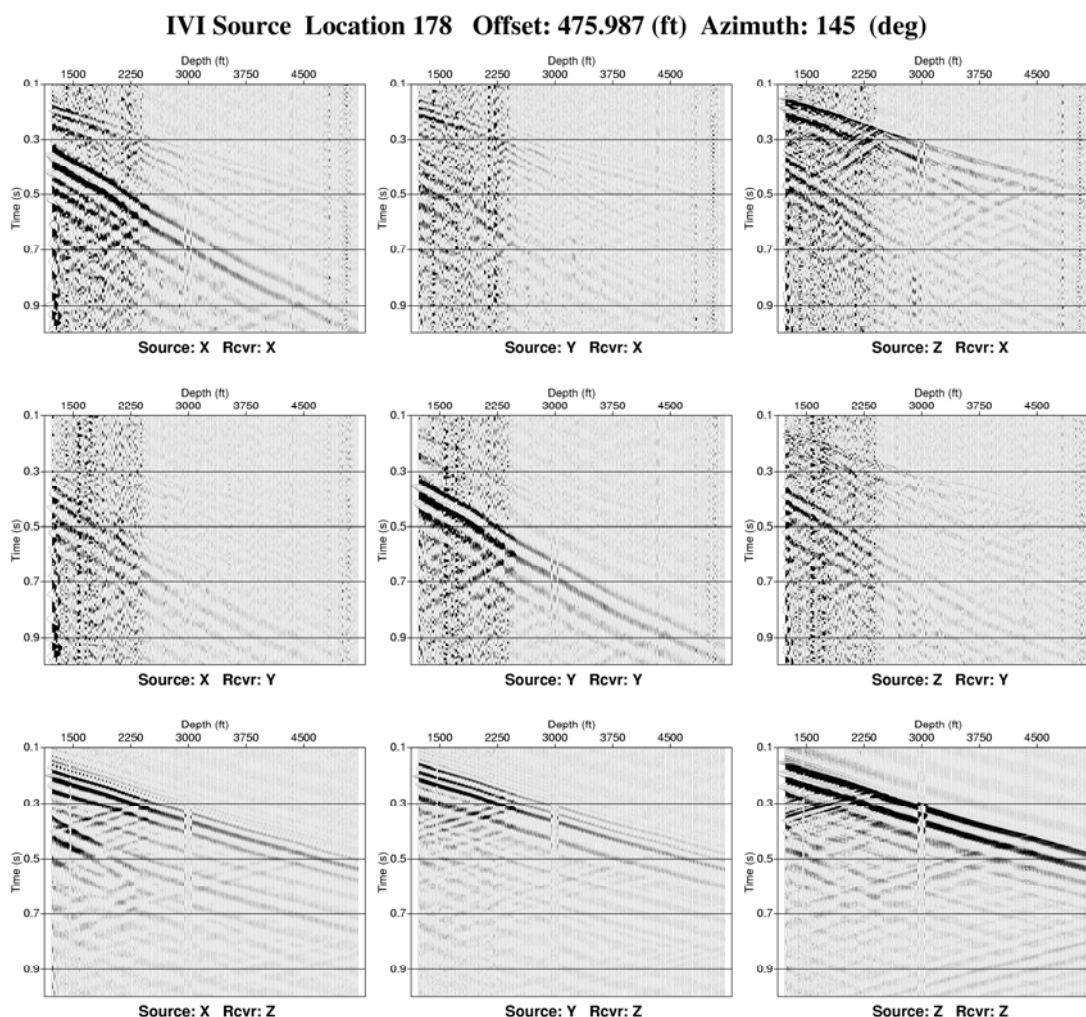 IVI Source Location 178 Offset: 475.987 (ft) Azimuth: 145 (deg)
Depth (ft) Depth (ft) Depth (ft)
1500 2250 3000 3750 4500 1500 2250 3000 3750 4500 1500 2250 3000 3750 4500
0.1 0.1 0.1
0.3 0.3 0.3
Time (s) Time (s) Time (s)
0.5 0.5 0.5
0.7 0.7 0.7
0.9 0.9 0.9
Source: X Rcvr: X Source: Y Rcvr: X Source: Z Rcvr: X
Depth (ft) Depth (ft) Depth (ft)
1500 2250 3000 3750 4500 1500 2250 3000 3750 4500 1500 2250 3000 3750 4500
0.1 0.1 0.1
0.3 0.3 0.3
Time (s) Time (s) Time (s)
0.5 0.5 0.5
0.7 0.7 0.7
0.9 0.9 0.9
Source: X Rcvr: Y Source: Y Rcvr: Y Source: Z Rcvr: Y
Depth (ft) Depth (ft) Depth (ft)
1500 2250 3000 3750 4500 1500 2250 3000 3750 4500 1500 2250 3000 3750 4500
0.1 0.1 0.1
0.3 0.3 0.3
Time (s) Time (s) Time (s)
0.5 0.5 0.5
0.7 0.7 0.7
0.9 0.9 0.9
Source: X Rcvr: Z Source: Y Rcvr: Z Source: Z Rcvr: Z